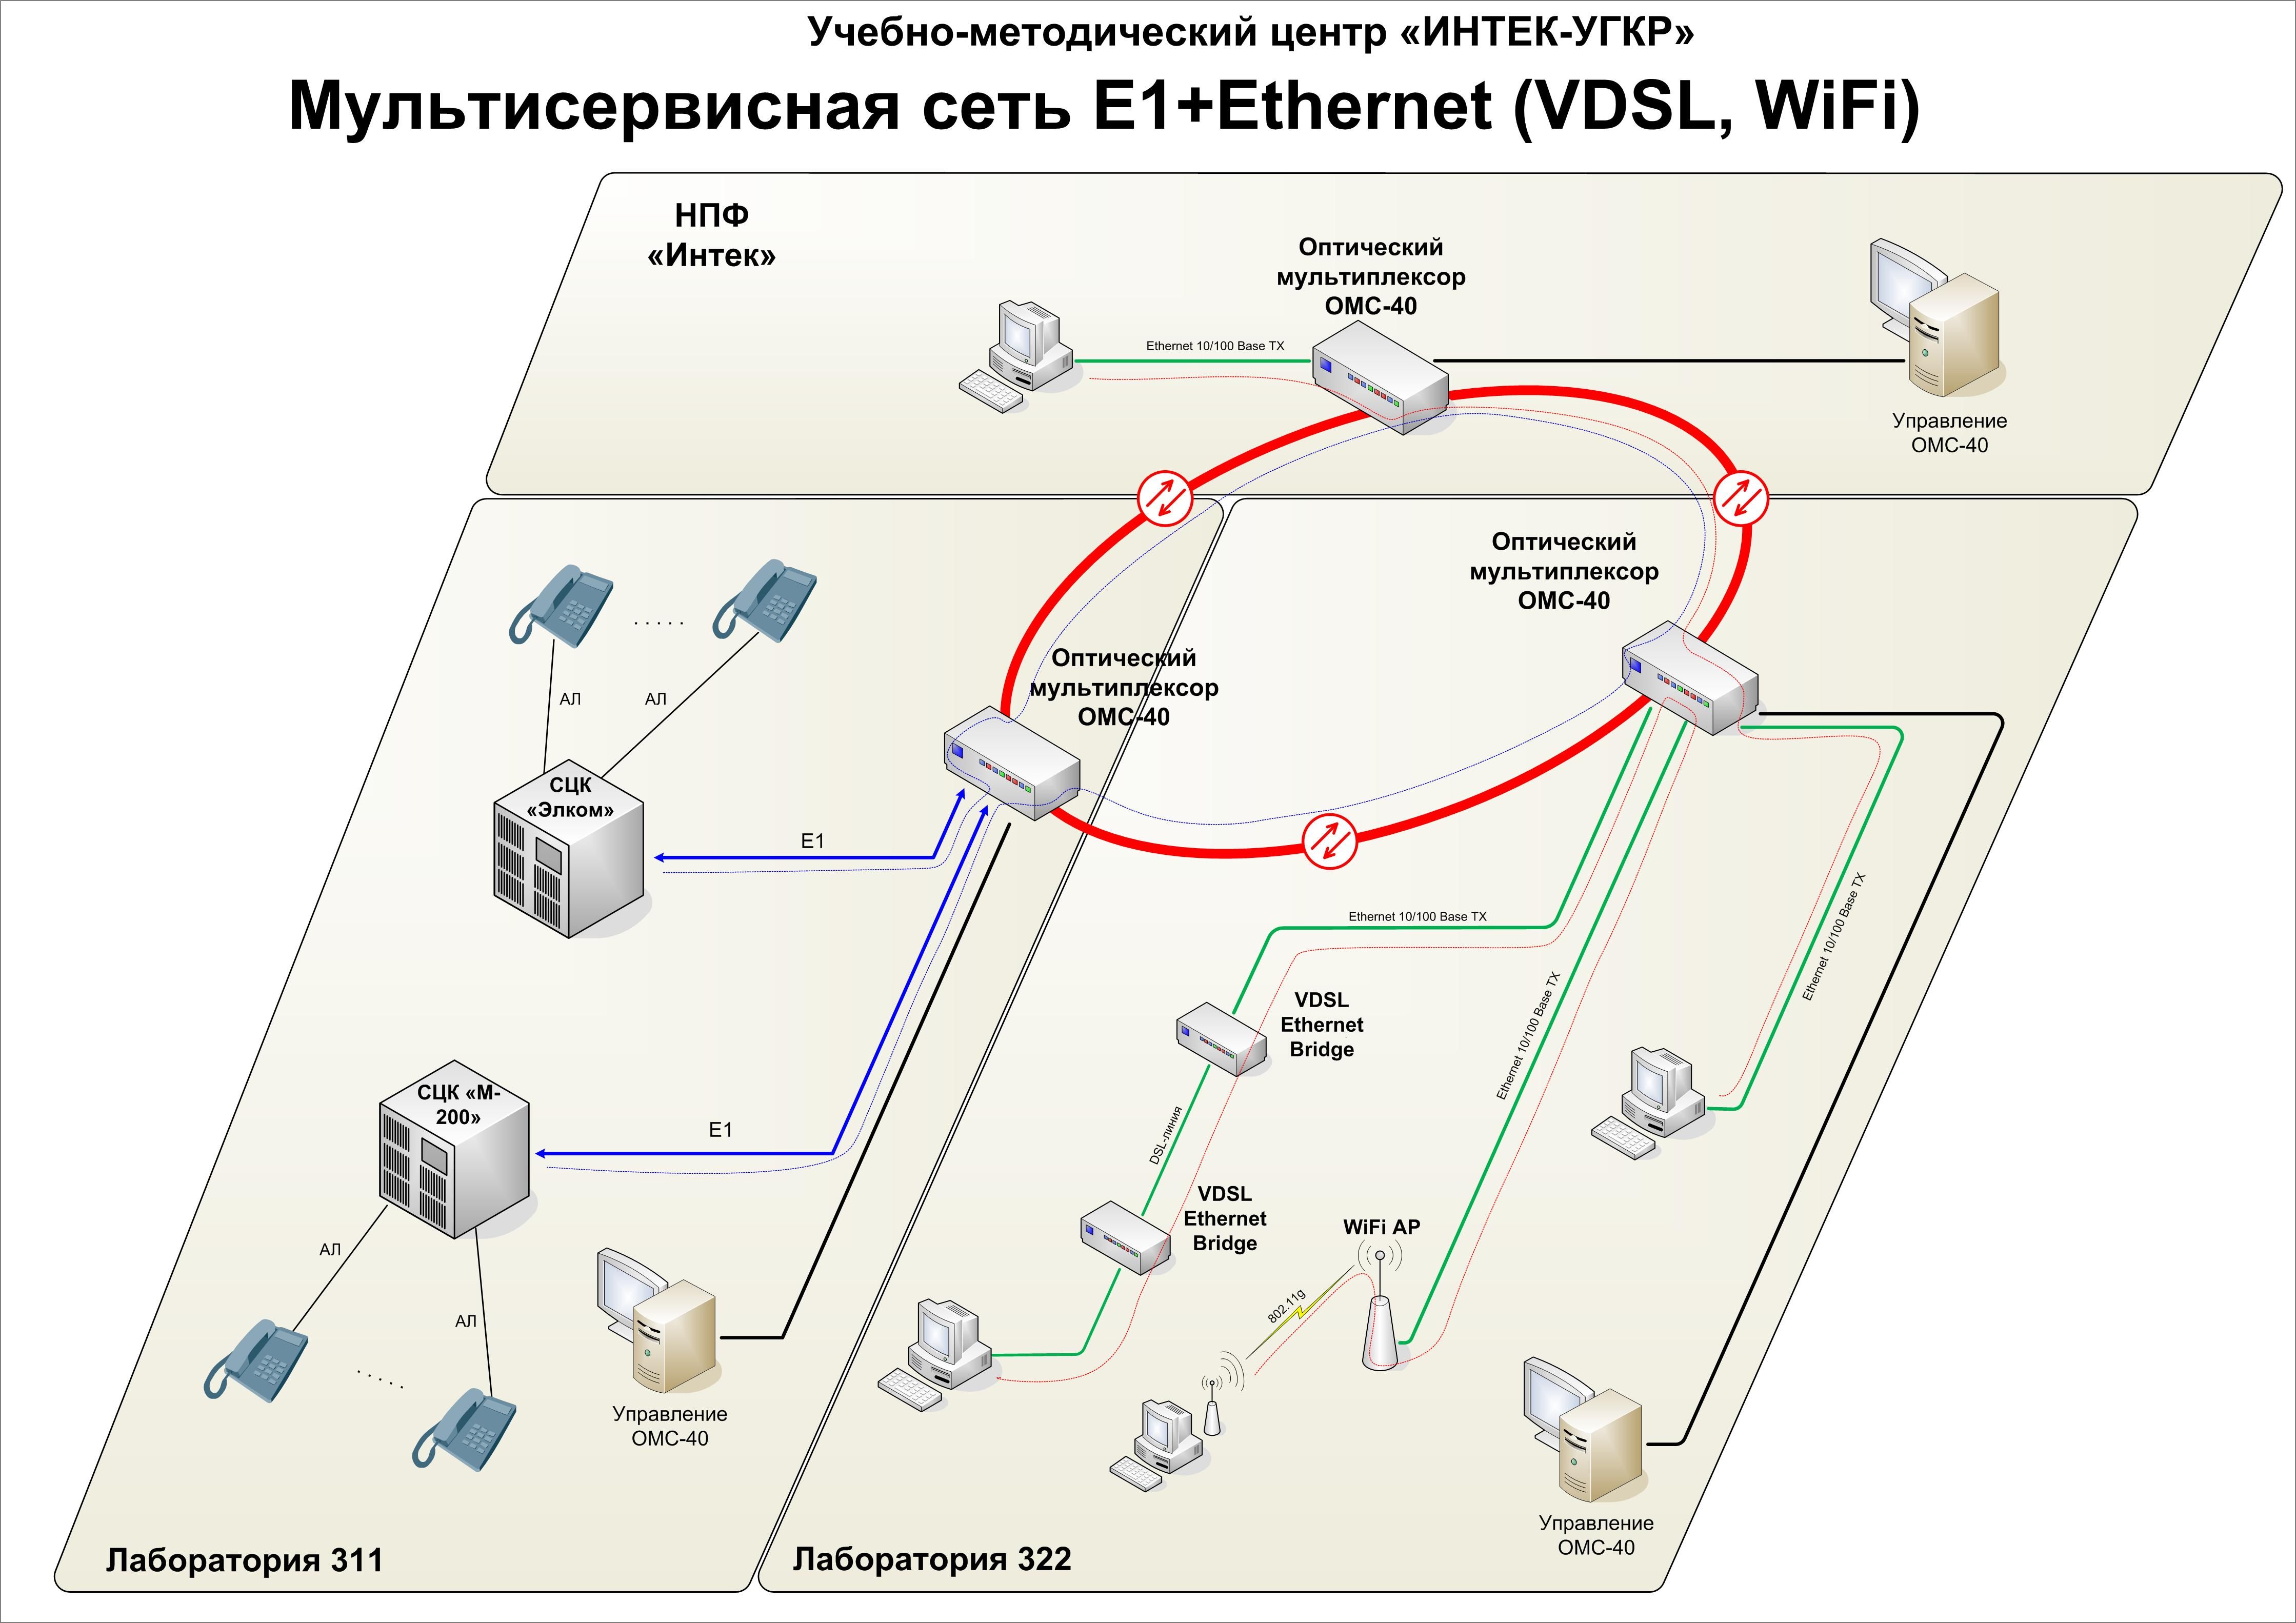 Учебно-методический центр «ИНТЕК-УГКР»
Мультисервисная сеть E1+Ethernet (VDSL, WiFi)
НПФ
«Интек»
Оптический
мультиплексор
ОМС-40
Ethernet 10/100 Base TX
Управление
ОМС-40
Оптический
мультиплексор
ОМС-40
. . . . .
АЛ
АЛ
Оптический
мультиплексор
ОМС-40
СЦК
«Элком»
E1
Ethernet 10/100 Base TX
Ethernet 10/100 Base TX
VDSL
Ethernet
Bridge
Ethernet 10/100 Base TX
СЦК «М-
200»
E1
DSL-линия
VDSL
Ethernet
Bridge
WiFi AP
АЛ
АЛ
802.11g
. . . . .
Управление
ОМС-40
Управление
ОМС-40
Лаборатория 311
Лаборатория 322